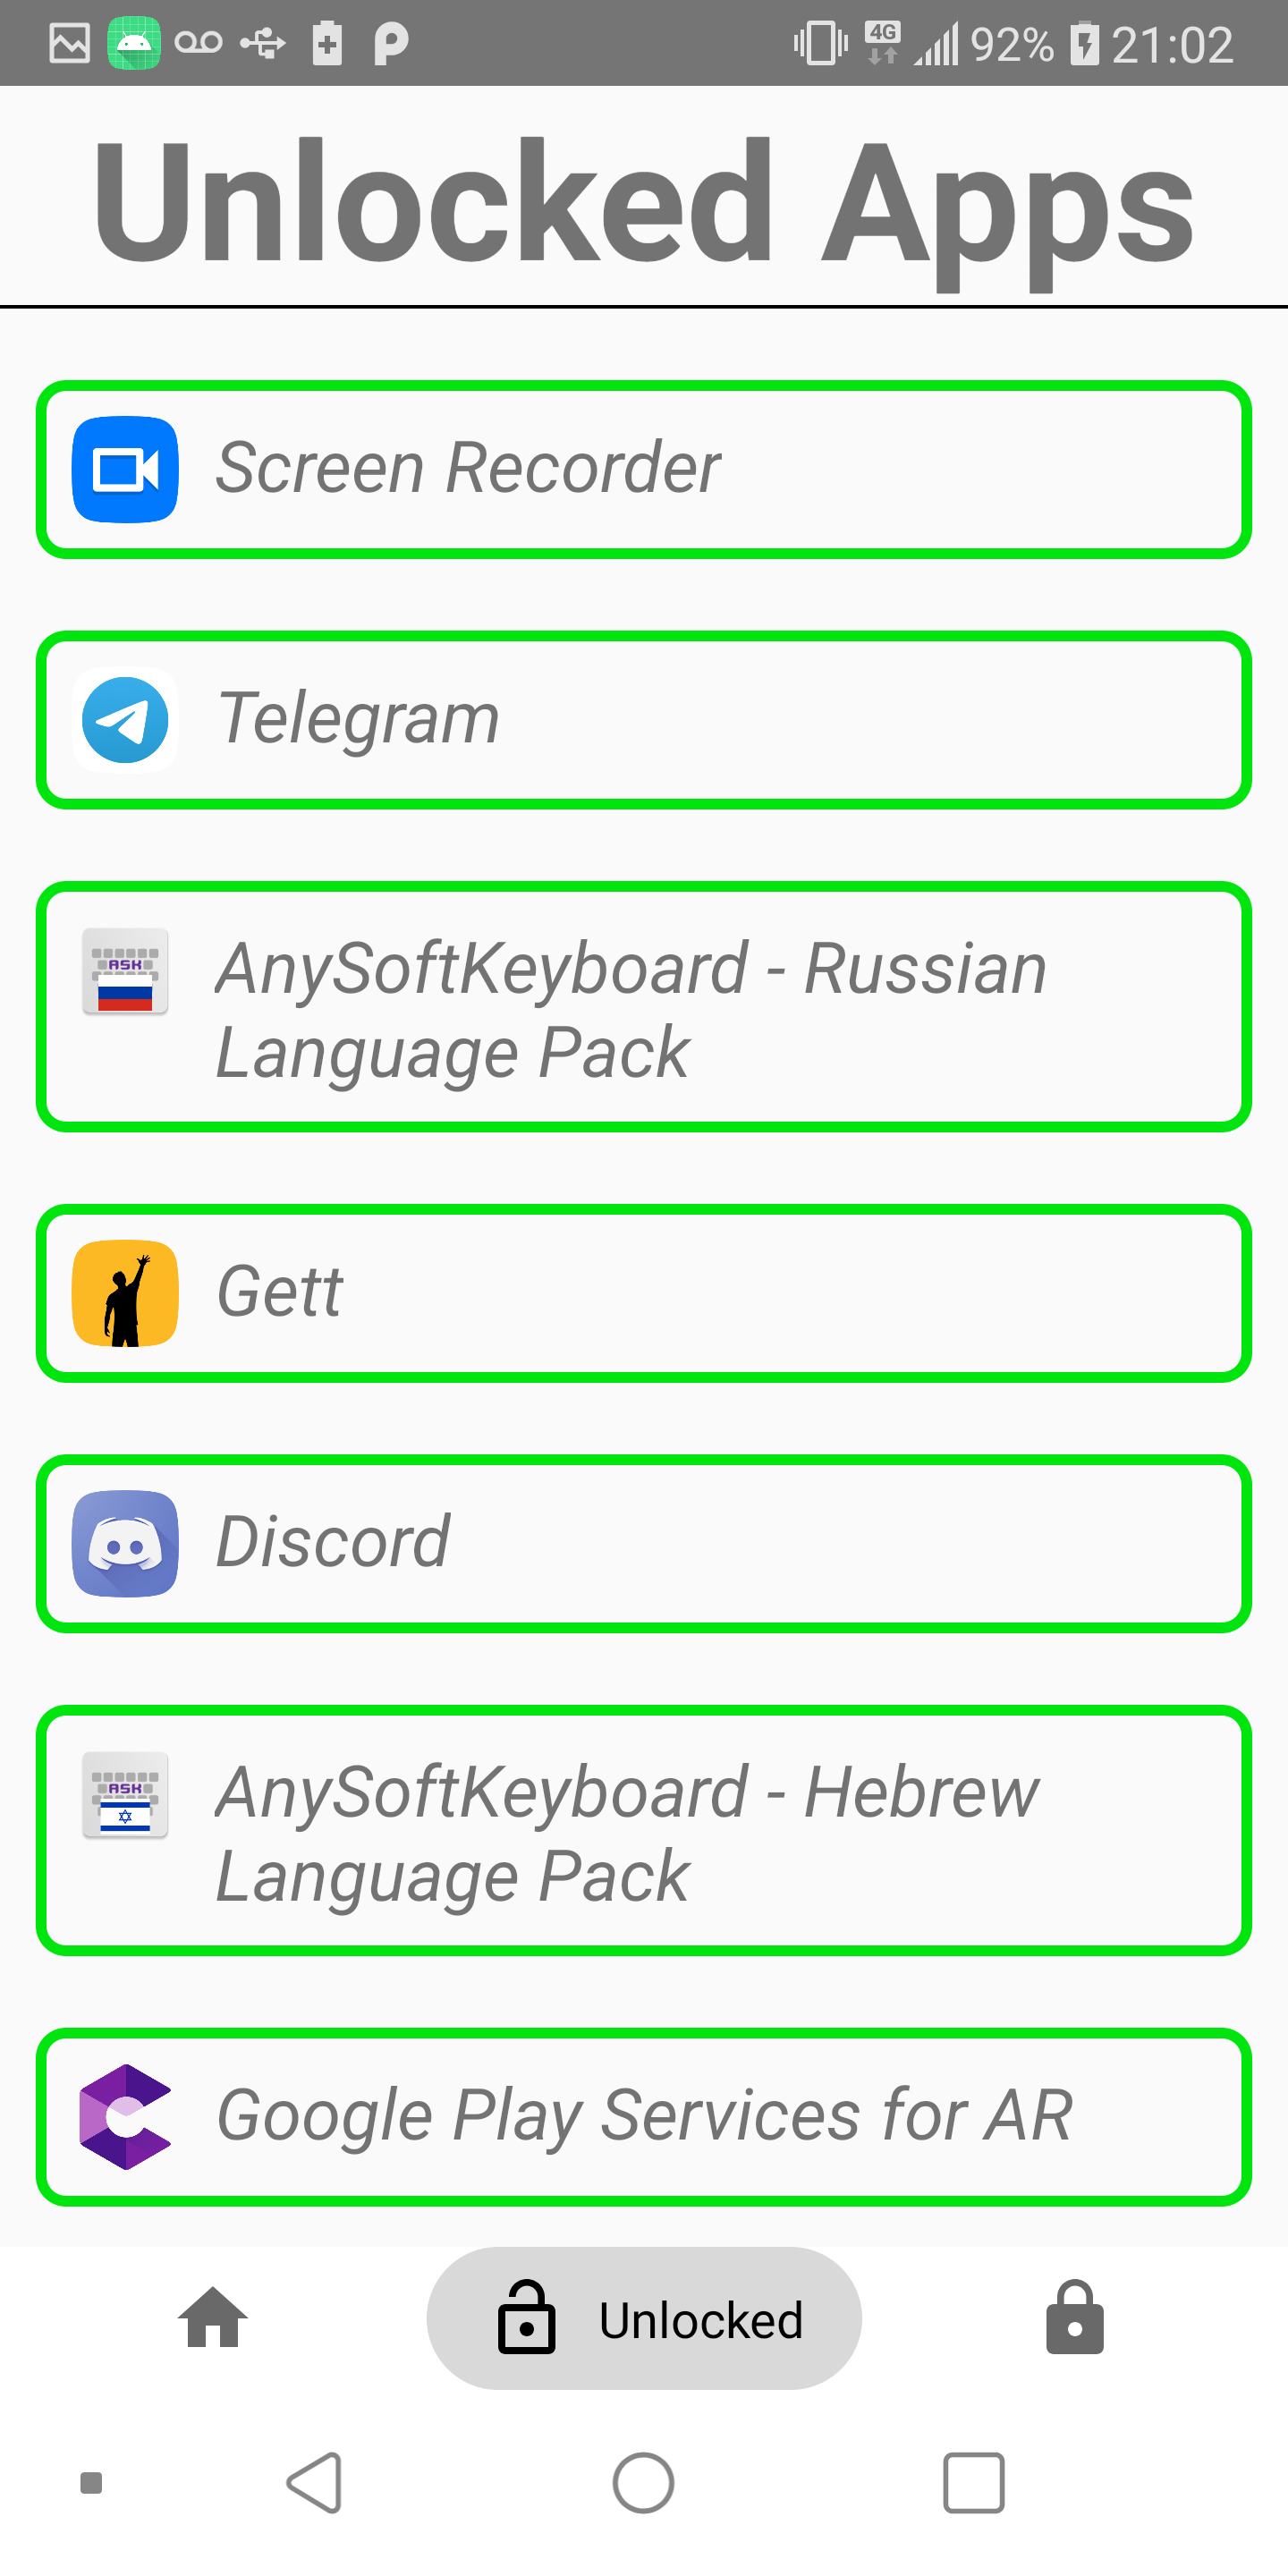 4G 92% 21:02
Unlocked Apps
Screen Recorder
Telegram
ASK
AnySoftKeyboard - Russian
Language Pack
Gett
Discord
ASK
AnySoftKeyboard - Hebrew
Language Pack
Google Play Services for AR
Unlocked